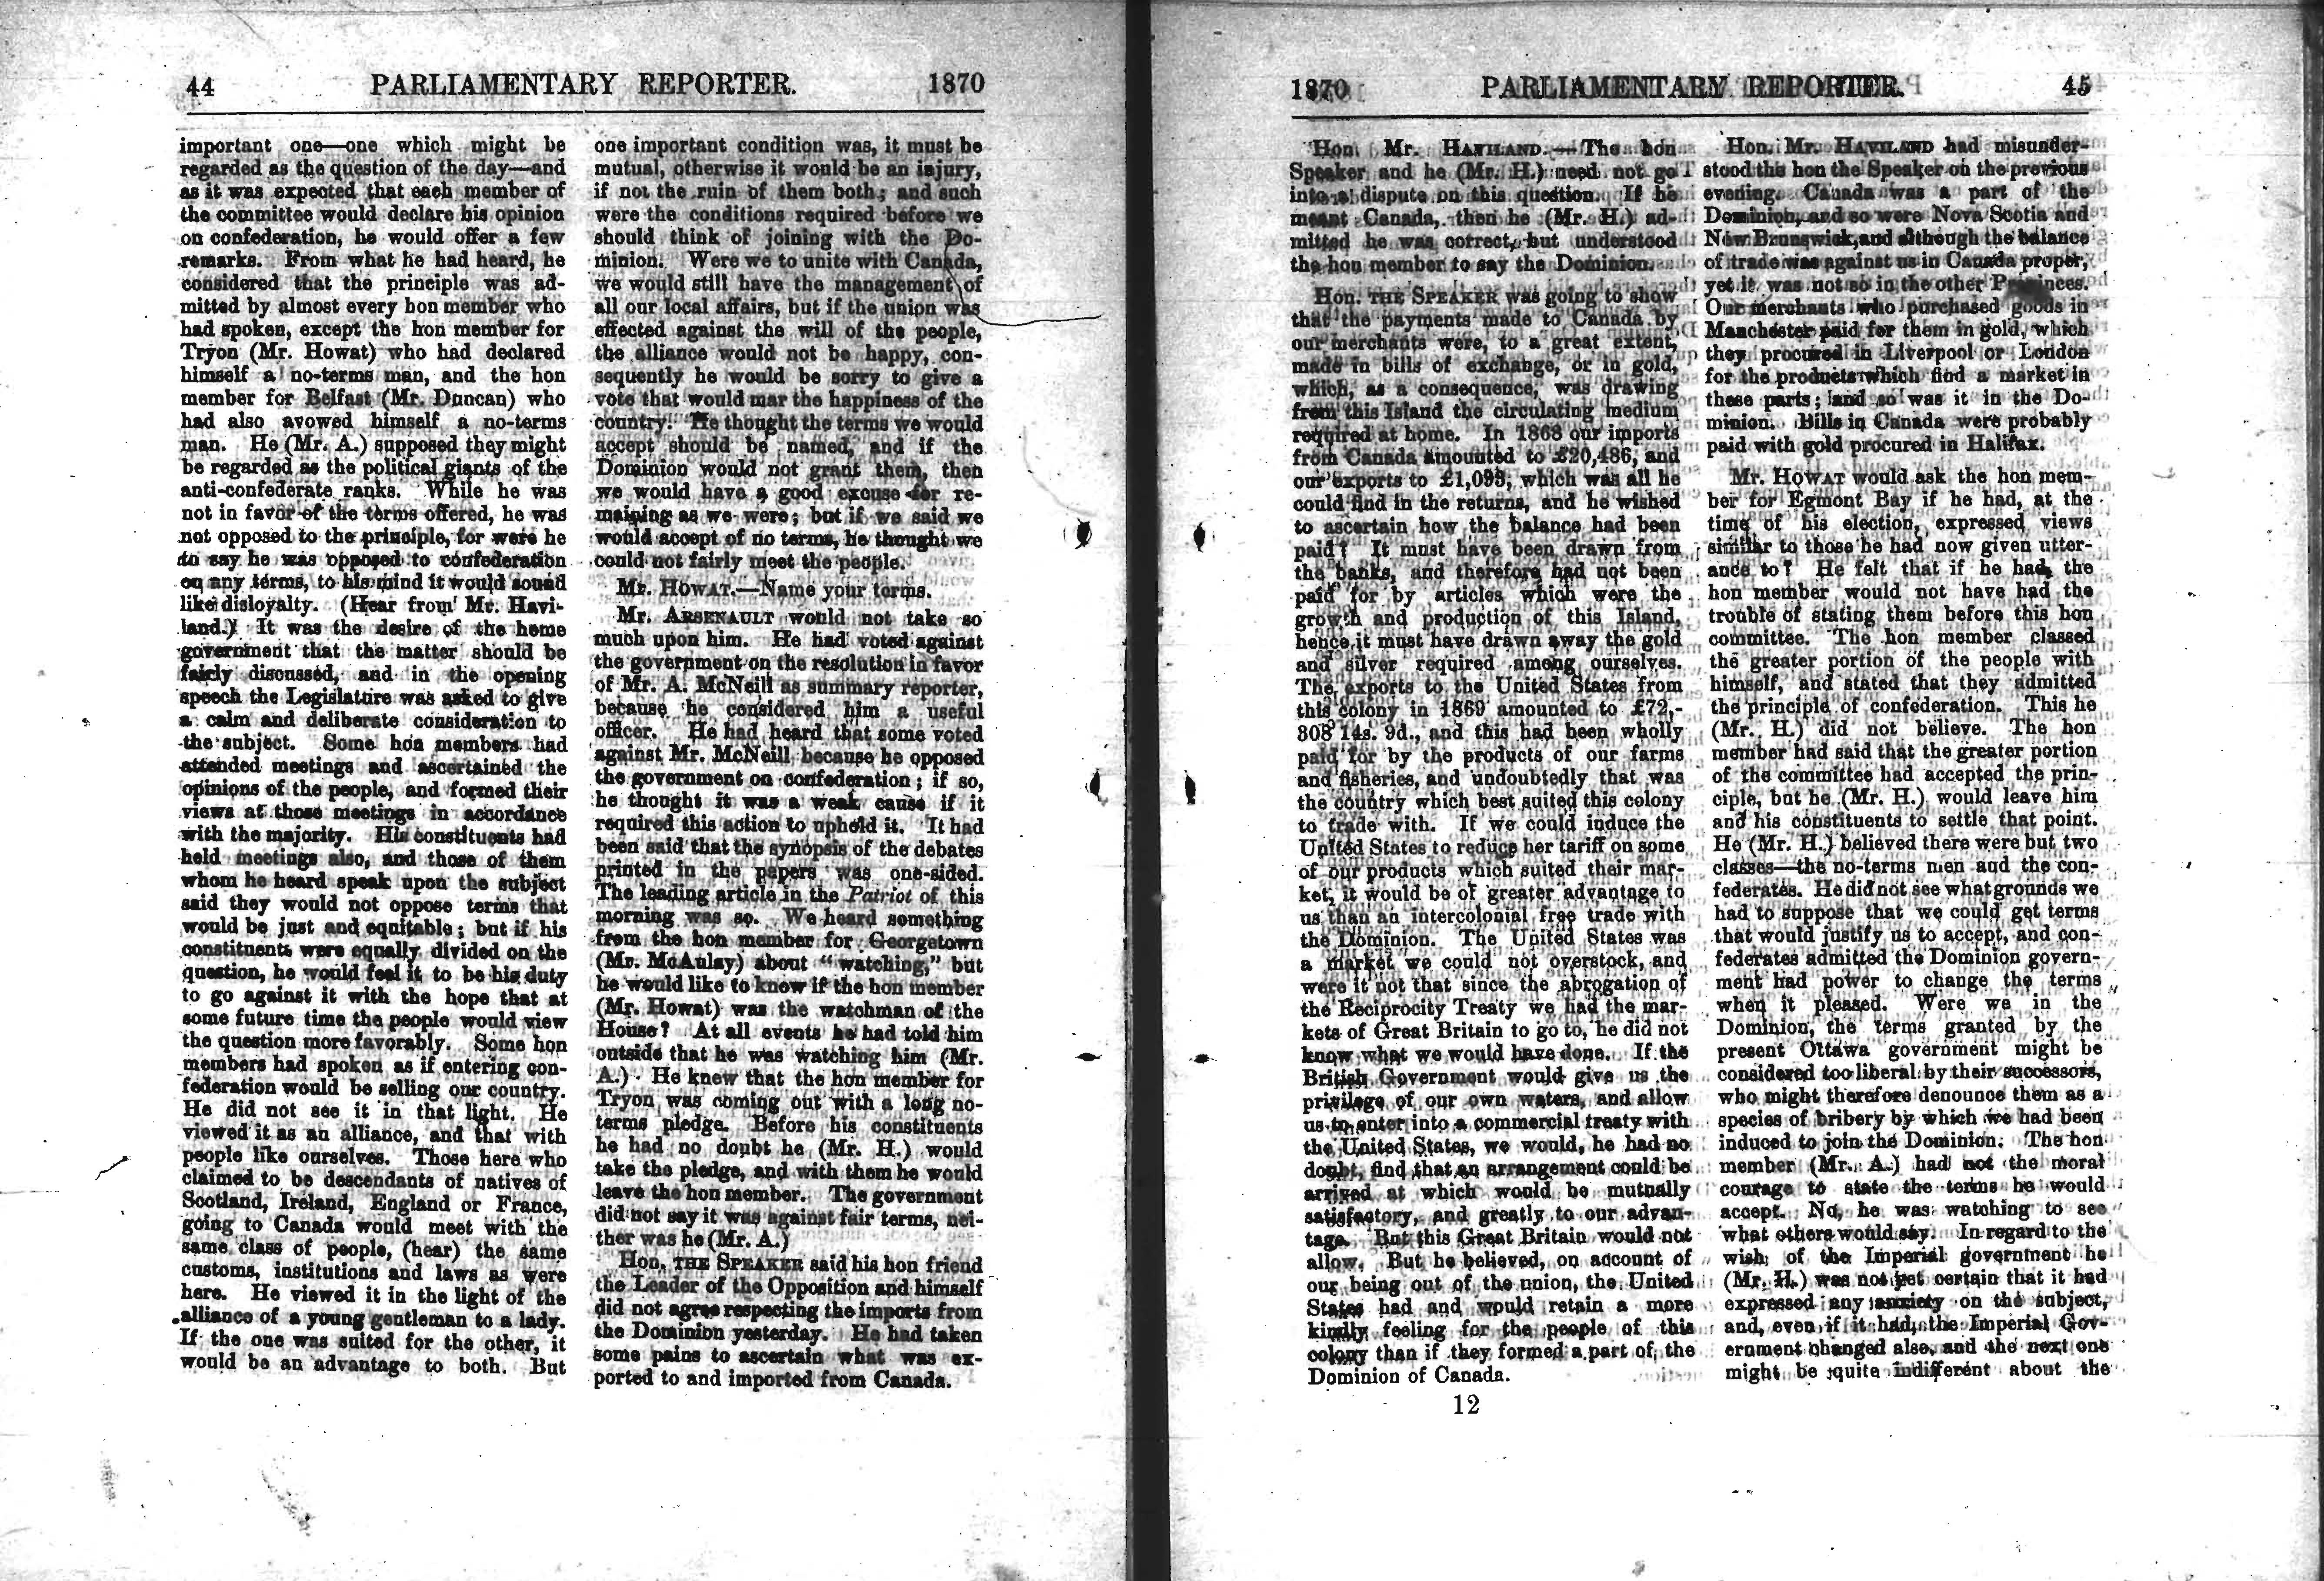 44 PARLIAMENTARY REPORTER. 1870
important one—one which might be
regarded as the question of the day—and
as it was expected that each member of
the committee would declare his opinion
on confederation, he would offer a few
remarks. From what he had heard, he
considered that the principle was ad-
mitted by almost every hon member who
had spoken, except the hon member for
Tryon (Mr. Howat) who had declared
himself a no-terms man, and the hon
member for Belfast (Mr. Duncan) who
had also avowed himself a no-terms
man. He (Mr. A.) supposed they might
be regarded as the political giants of the
anti-confederate ranks. While he was
not in favor of the terms offered, he was
not opposed to the principle, for were he
to say he was opposed to confederation
on any terms, to his mind it would sound
like disloyalty. (Hear from Mr. Havi-
land.) It was the desire of the home
government that the matter should be
fairly discussed, and in the opening
speech the Legislature was asked to give
a calm and deliberate consideration to
the subject. Some hon members had
attended meetings and ascertained the
opinions of the people, and formed their
views at those meetings in accordance
with the majority. His constituents had
held meetings also, and those of them
whom he heard speak upon the subject
said they would not oppose terms that
would be just and equitable; but if his
constituents were equally divided on the
question, he would feel it to be his duty
to go against it with the hope that at
some future time the people would view
the question more favorably. Some hon
members had spoken as if entering con-
federation would be selling our country.
He did not see it in that light. He
viewed it as an alliance, and that with
people like ourselves. Those here who
claimed to be descendants of natives of
Scotland, Ireland, England or France,
going to Canada would meet with the
same class of people, (hear) the same
customs, institutions and laws as were
here. He viewed it in the light of the
alliance of a young gentleman to a lady.
If the one was suited for the other, it
would be an advantage to both. But
one important condition was, it must be
mutual, otherwise it would be an injury,
if not the ruin of them both; and such
were the conditions required before we
should think of joining with the Do-
minion. Were we to unite with Canada,
we would still have the management of
all our local affairs, but if the union was
effected against the will of the people,
the alliance would not be happy, con-
sequently he would be sorry to give a
vote that would mar the happiness of the
country. He thought the terms we would
accept should be named, and if the
Dominion would not grant them, then
we would have a good excuse for re-
maining as we were; but if we said we
would accept of no terms, he thought we
could not fairly meet the people.
Mr. HOWAT.—Name your terms.
Mr. ARSENAULT would not take so
much upon him. He had voted against
the government on the resolution in favor
of Mr. A. McNeill as summary reporter,
because he considered him a useful
officer. He had heard that some voted
against Mr. McNeill because he opposed
the government on confederation; if so,
he thought it was a weak cause if it
required this action to uphold it. It had
been said that the synopsis of the debates
printed in the papers was one-sided.
The leading article in the Patriot of this
morning was so. We heard something
from the hon member for Georgetown
(Mr. McAulay) about "watching," but
he would like to know if the hon member
(Mr. Howat) was the watchman of the
House? At all events he had told him
outside that he was watching him (Mr.
A.) He knew that the hon member for
Tryon was coming out with a long no-
terms pledge. Before his constituents
he had no doubt he (Mr. H.) would
take the pledge, and with them he would
leave the hon member. The government
did not say it was against fair terms, nei-
ther was he (Mr. A.)
Hon. THE SPEAKER said his hon friend
the Leader of the Opposition and himself
did not agree respecting the imports from
the Dominion yesterday. He had taken
some pains to ascertain what was ex-
ported to and imported from Canada.
1870 PARLIAMENTARY REPORTER. 45
Hon. Mr. HAVILAND.—The hon
Speaker and he (Mr. H.) need not go
into a dispute on this question. If he
meant Canada, then he (Mr. H.) ad-
mitted he was correct, but understood
the hon member to say the Dominion.
Hon. THE SPEAKER was going to show
that the payments made to Canada by
our merchants were, to a great extent,
made in bills of exchange, or in gold,
which, as a consequence, was drawing
from this Island the circulating medium
required at home. In 1868 our imports
from Canada amounted to £20,486, and
our exports to £1,093, which was all he
could find in the returns, and he wished
to ascertain how the balance had been
paid? It must have been drawn from
the banks, and therefore had not been
paid for by articles which were the
growth and production of this Island,
hence it must have drawn away the gold
and silver required among ourselves.
The exports to the United States from
this colony in 1869 amounted to £72,-
808 14s. 9d., and this had been wholly
paid for by the products of our farms
and fisheries, and undoubtedly that was
the country which best suited this colony
to trade with. If we could induce the
United States to reduce her tariff on some
of our products which suited their mar-
ket, it would be of greater advantage to
us than an intercolonial free trade with
the Dominion. The United States was
a market we could not overstock, and
were it not that since the abrogation of
the Reciprocity Treaty we had the mar-
kets of Great Britain to go to, he did not
know what we would have done. If the
British Government would give us the
privilege of our own waters, and allow
us to enter into a commercial treaty with
the United States, we would, he had no
doubt, find that an arrangement could be
arrived at which would be mutually
satisfactory, and greatly to our advan-
tage. But this Great Britain would not
allow. But he believed, on account of
our being out of the union, the United
States had and would retain a more
kindly feeling for the people of this
colony than if they formed a part of the
Dominion of Canada.
12
Hon. Mr. HAVILAND had misunder-
stood the hon the Speaker on the previous
evening. Canada was a part of the
Dominion, and so were Nova Scotia and
New Brunswick, and although the balance
of trade was against us in Canada proper,
yet it was not so in the other Provinces.
Our merchants who purchased goods in
Manchester paid for them in gold, which
they procured in Liverpool or London
for the products which find a market in
these parts; and so was it in the Do-
minion. Bills in Canada were probably
paid with gold procured in Halifax.
Mr. HOWAT would ask the hon mem-
ber for Egmont Bay if he had, at the
time of his election, expressed views
similar to those he had now given utter-
ance to? He felt that if he had, the
hon member would not have had the
trouble of stating them before this hon
committee. The hon member classed
the greater portion of the people with
himself, and stated that they admitted
the principle of confederation. This he
(Mr. H.) did not believe. The hon
member had said that the greater portion
of the committee had accepted the prin-
ciple, but he (Mr. H.) would leave him
and his constituents to settle that point.
He (Mr. H.) believed there were but two
classes—the no-terms men and the con-
federates. He did not see what grounds we
had to suppose that we could get terms
that would justify us to accept, and con-
federates admitted the Dominion govern-
ment had power to change the terms
when it pleased. Were we in the
Dominion, the terms granted by the
present Ottawa government might be
considered too liberal by their successors,
who might therefore denounce them as a
species of bribery by which we had been
induced to join the Dominion. The hon
member (Mr. A.) had not the moral
courage to state the terms he would
accept. No, he was watching to see
what others would say. In regard to the
wish of the Imperial government he
(Mr. H.) was not yet certain that it had
expressed any anxiety on the subject,
and, even if it had, the Imperial Gov-
ernment changed also, and the next one
might be quite indifferent about the